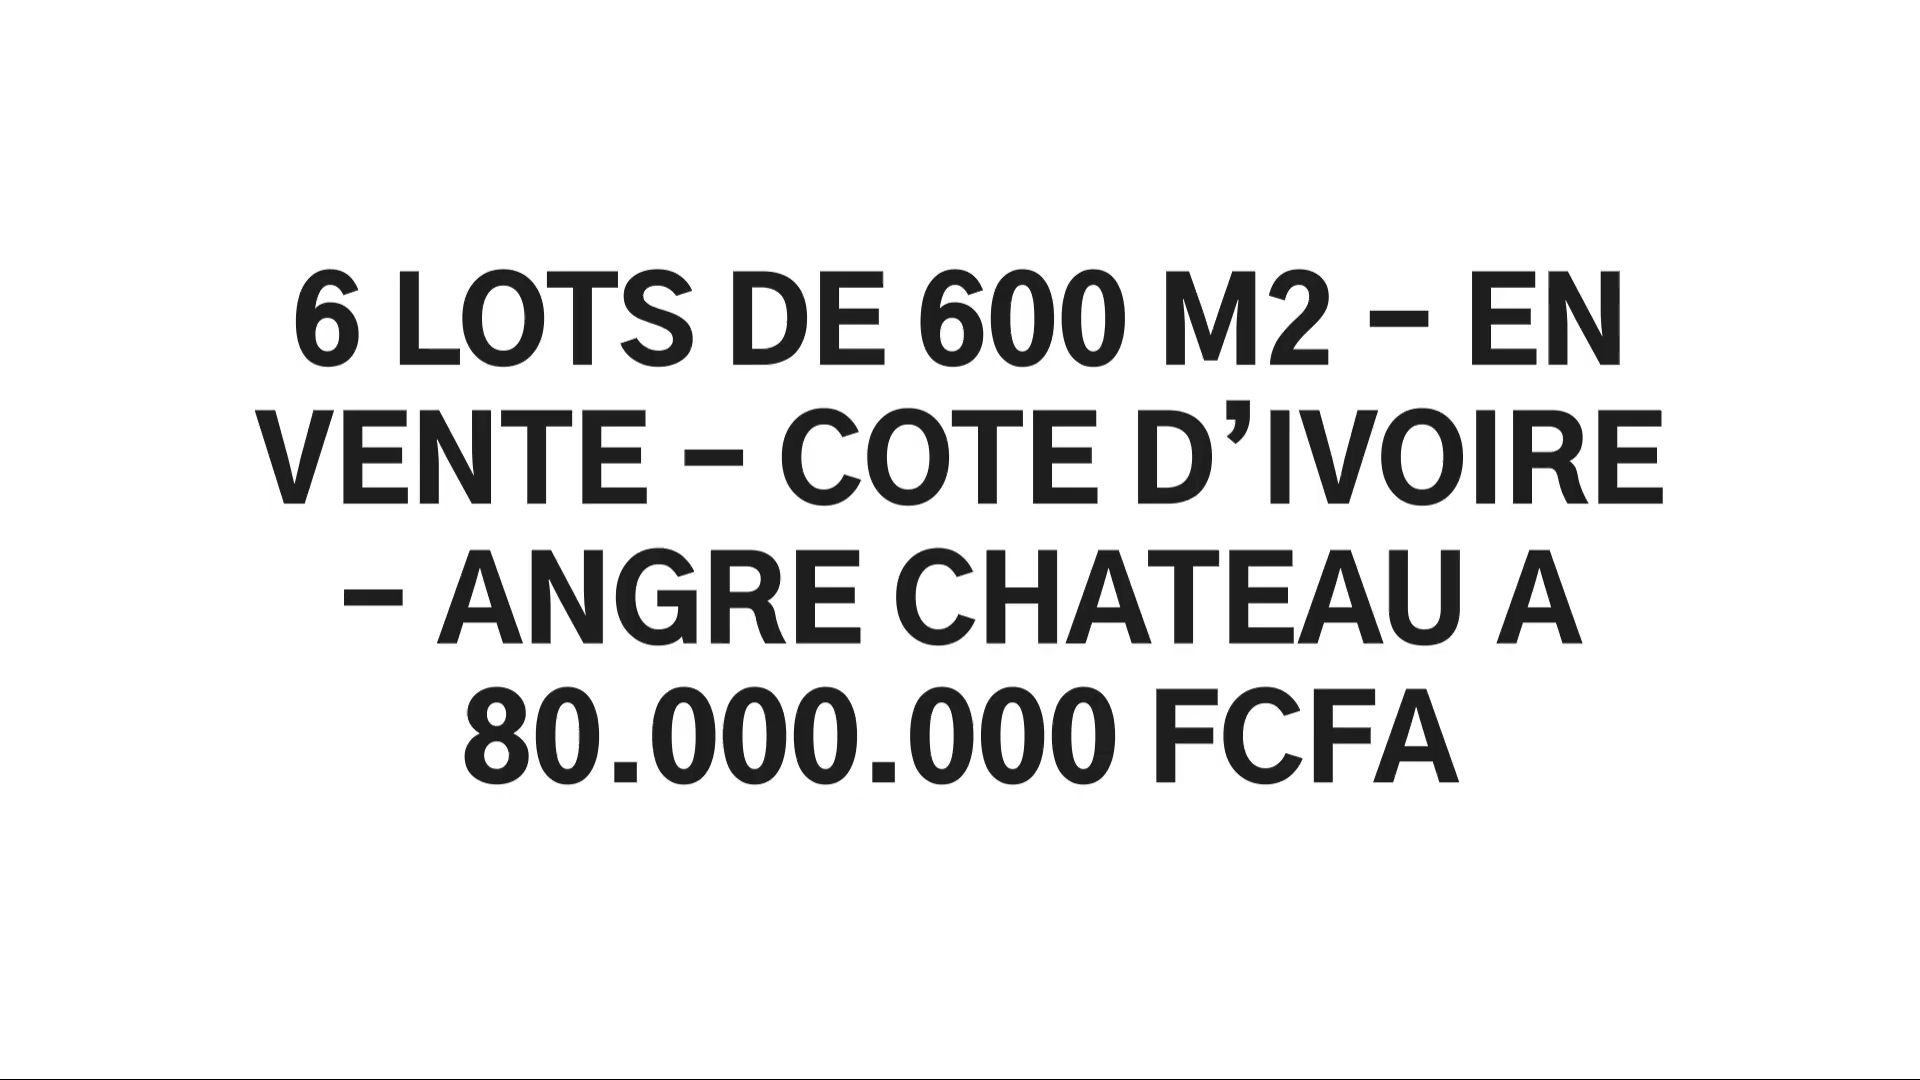 6 LOTS DE 600 M2 – EN
VENTE – COTE D’IVOIRE
– ANGRE CHATEAU A
80.000.000 FCFA